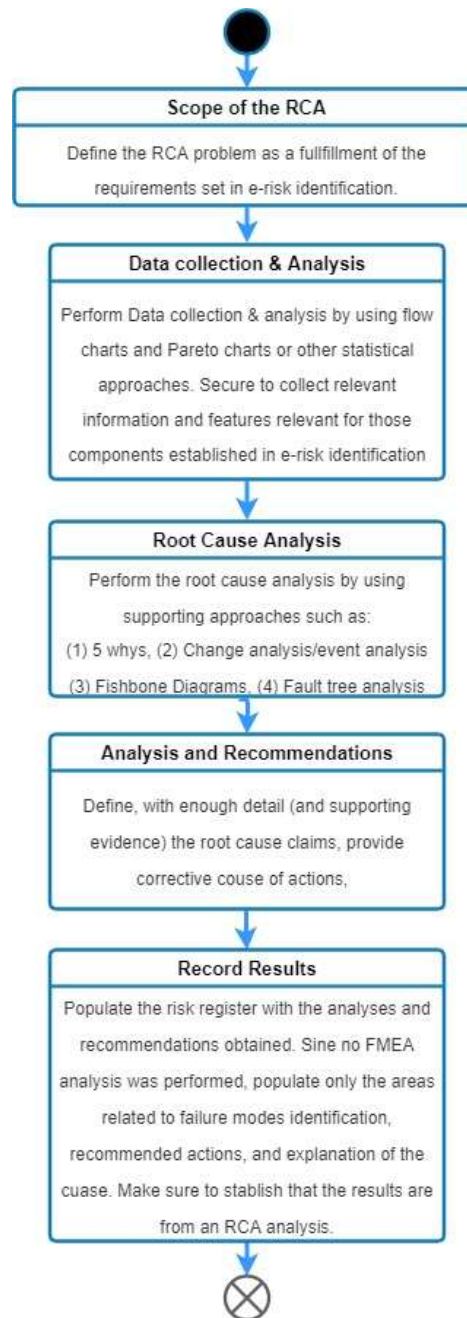 Scope of the RCA
Define the RCA problem as a fullfillment of the
requirements set in e-risk identification.
Data collection & Analysis
Perform Data collection & analysis by using flow
charts and Pareto charts or other statistical
approaches. Secure to collect relevant
information and features relevant for those
components established in e-risk identification
Root Cause Analysis
Perform the root cause analysis by using
supporting approaches such as:
(1) 5 whys, (2) Change analysis/event analysis
(3) Fishbone Diagrams, (4) Fault tree analysis
Analysis and Recommendations
Define, with enough detail (and supporting
evidence) the root cause claims, provide
corrective couse of actions,
Record Results
Populate the risk register with the analyses and
recommendations obtained. Sine no FMEA
analysis was performed, populate only the areas
related to failure modes identification,
recommended actions, and explanation of the
cuase. Make sure to stablish that the results are
from an RCA analysis.